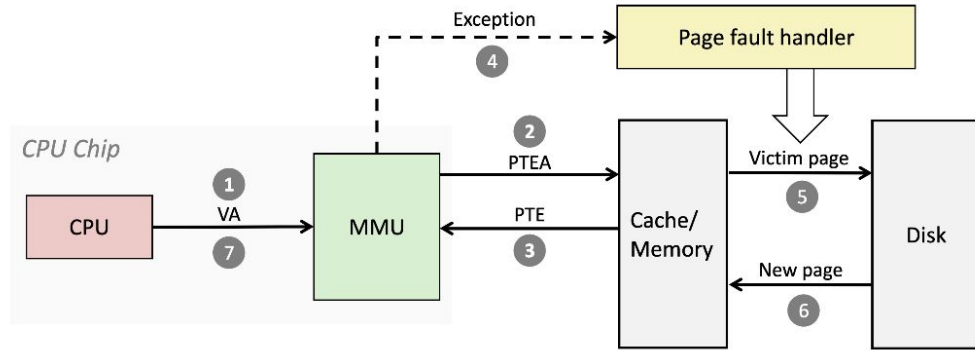 Exception
4
Page fault handler
CPU Chip
2
PTEA
Victim page
5
1
VA
7
CPU
MMU
PTE
3
Cache/
Memory
Disk
New page
6